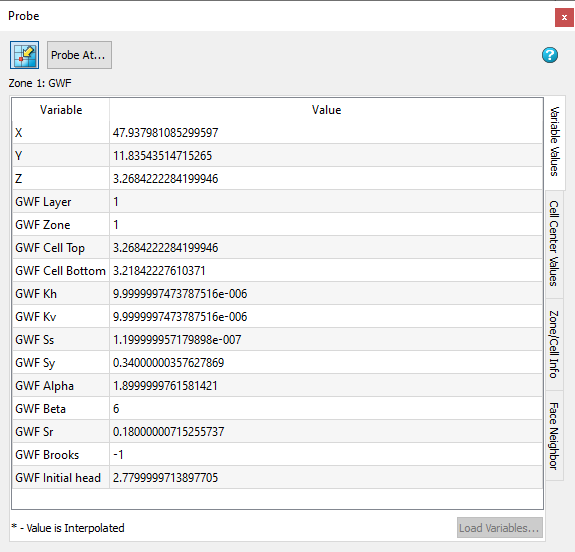 Probe
x
Probe At...
?
Zone 1: GWF
Variable Value
X 47.937981085299597
Y 11.83543514715265
Z 3.2684222284199946
GWF Layer 1
GWF Zone 1
GWF Cell Top 3.2684222284199946
GWF Cell Bottom 3.21842227610371
GWF Kh 9.9999997473787516e-006
GWF Kv 9.9999997473787516e-006
GWF Ss 1.199999957179898e-007
GWF Sy 0.34000000357627869
GWF Alpha 1.8999999761581421
GWF Beta 6
GWF Sr 0.18000000715255737
GWF Brooks -1
GWF Initial head 2.7799999713897705
Variable Values
Cell Center Values
Zone/Cell Info
Face Neighbor
* - Value is Interpolated
Load Variables...